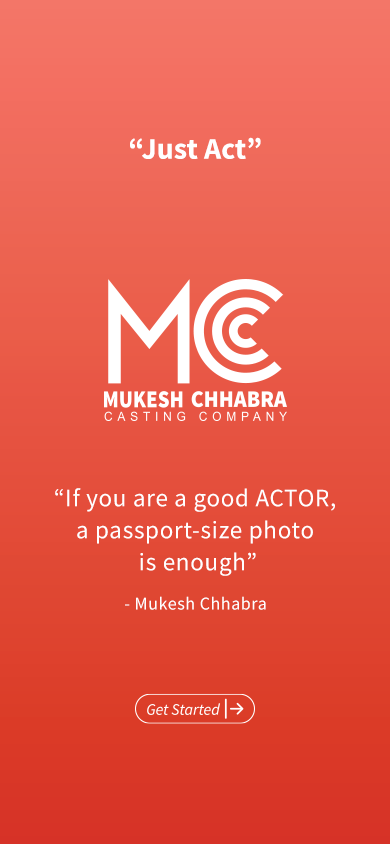 “Just Act”
MCC
MUKESH CHHABRA
CASTING COMPANY
“If you are a good ACTOR,
a passport-size photo
is enough”
- Mukesh Chhabra
Get Started